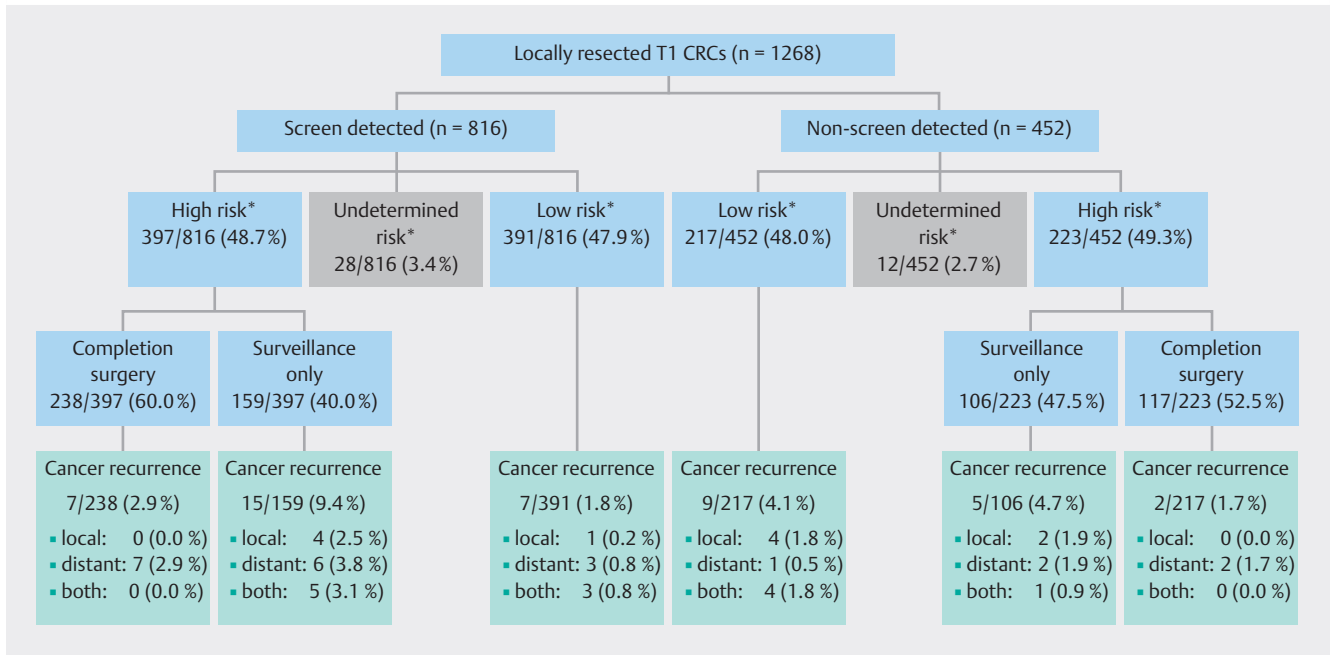 Locally resected T1 CRCs (n = 1268)
Screen detected (n = 816)
Non-screen detected (n = 452)
High risk*
397/816 (48.7%)
Undetermined
risk*
28/816 (3.4%)
Low risk*
391/816 (47.9%)
Low risk*
217/452 (48.0%)
Undetermined
risk*
12/452 (2.7%)
High risk*
223/452 (49.3%)
Completion
surgery
238/397 (60.0%)
Surveillance
only
159/397 (40.0%)
Surveillance
only
106/223 (47.5%)
Completion
surgery
117/223 (52.5%)
Cancer recurrence
7/238 (2.9%)
▪ local: 0 (0.0%)
▪ distant: 7 (2.9%)
▪ both: 0 (0.0%)
Cancer recurrence
15/159 (9.4%)
▪ local: 4 (2.5%)
▪ distant: 6 (3.8%)
▪ both: 5 (3.1%)
Cancer recurrence
7/391 (1.8%)
▪ local: 1 (0.2%)
▪ distant: 3 (0.8%)
▪ both: 3 (0.8%)
Cancer recurrence
9/217 (4.1%)
▪ local: 4 (1.8%)
▪ distant: 1 (0.5%)
▪ both: 4 (1.8%)
Cancer recurrence
5/106 (4.7%)
▪ local: 2 (1.9%)
▪ distant: 2 (1.9%)
▪ both: 1 (0.9%)
Cancer recurrence
2/217 (1.7%)
▪ local: 0 (0.0%)
▪ distant: 2 (1.7%)
▪ both: 0 (0.0%)